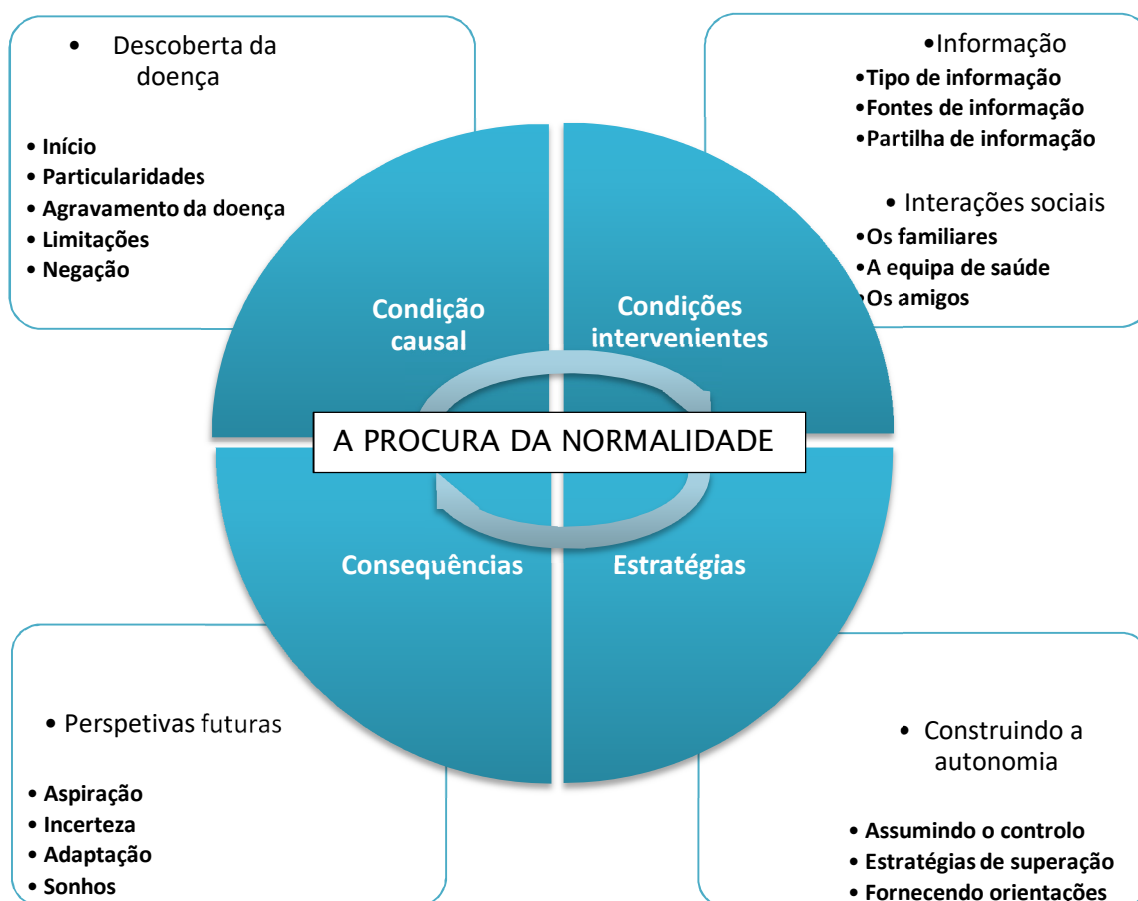 • Descoberta da
doença
• Início
• Particularidades
• Agravamento da doença
• Limitações
• Negação
•Informação
•Tipo de informação
•Fontes de informação
•Partilha de informação
• Interações sociais
•Os familiares
•A equipa de saúde
•Os amigos
Condição
causal
Condições
intervenientes
A PROCURA DA NORMALIDADE
Consequências
Estratégias
• Perspetivas futuras
• Aspiração
• Incerteza
• Adaptação
• Sonhos
• Construindo a
autonomia
• Assumindo o controlo
• Estratégias de superação
• Fornecendo orientações